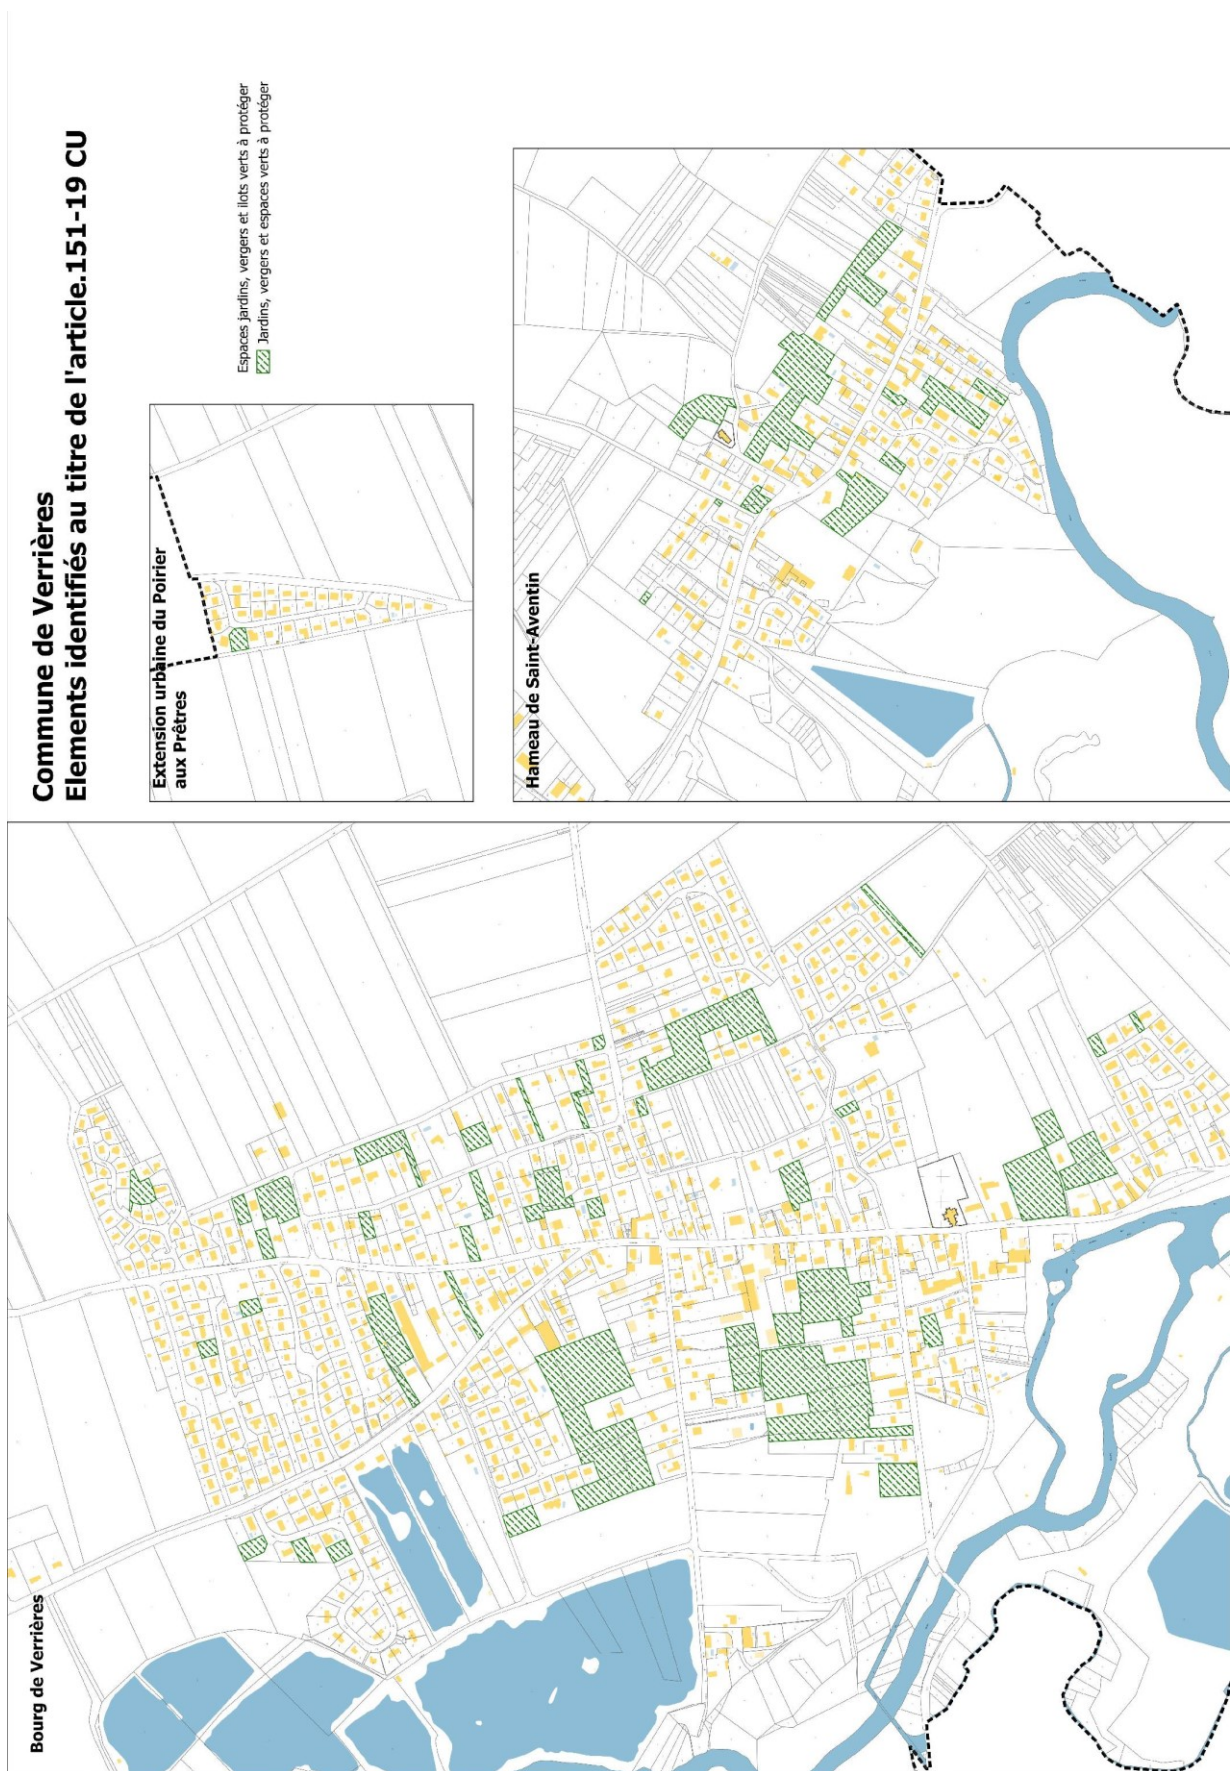 Commune de Verrières
Elements identifiés au titre de l'article.151-19 CU
Espaces jardins, vergers et ilots verts à protéger
Jardins, vergers et espaces verts à protéger
Extension urbaine du Poirier
aux Prêtres
Hameau de Saint-Aventin
Bourg de Verrières